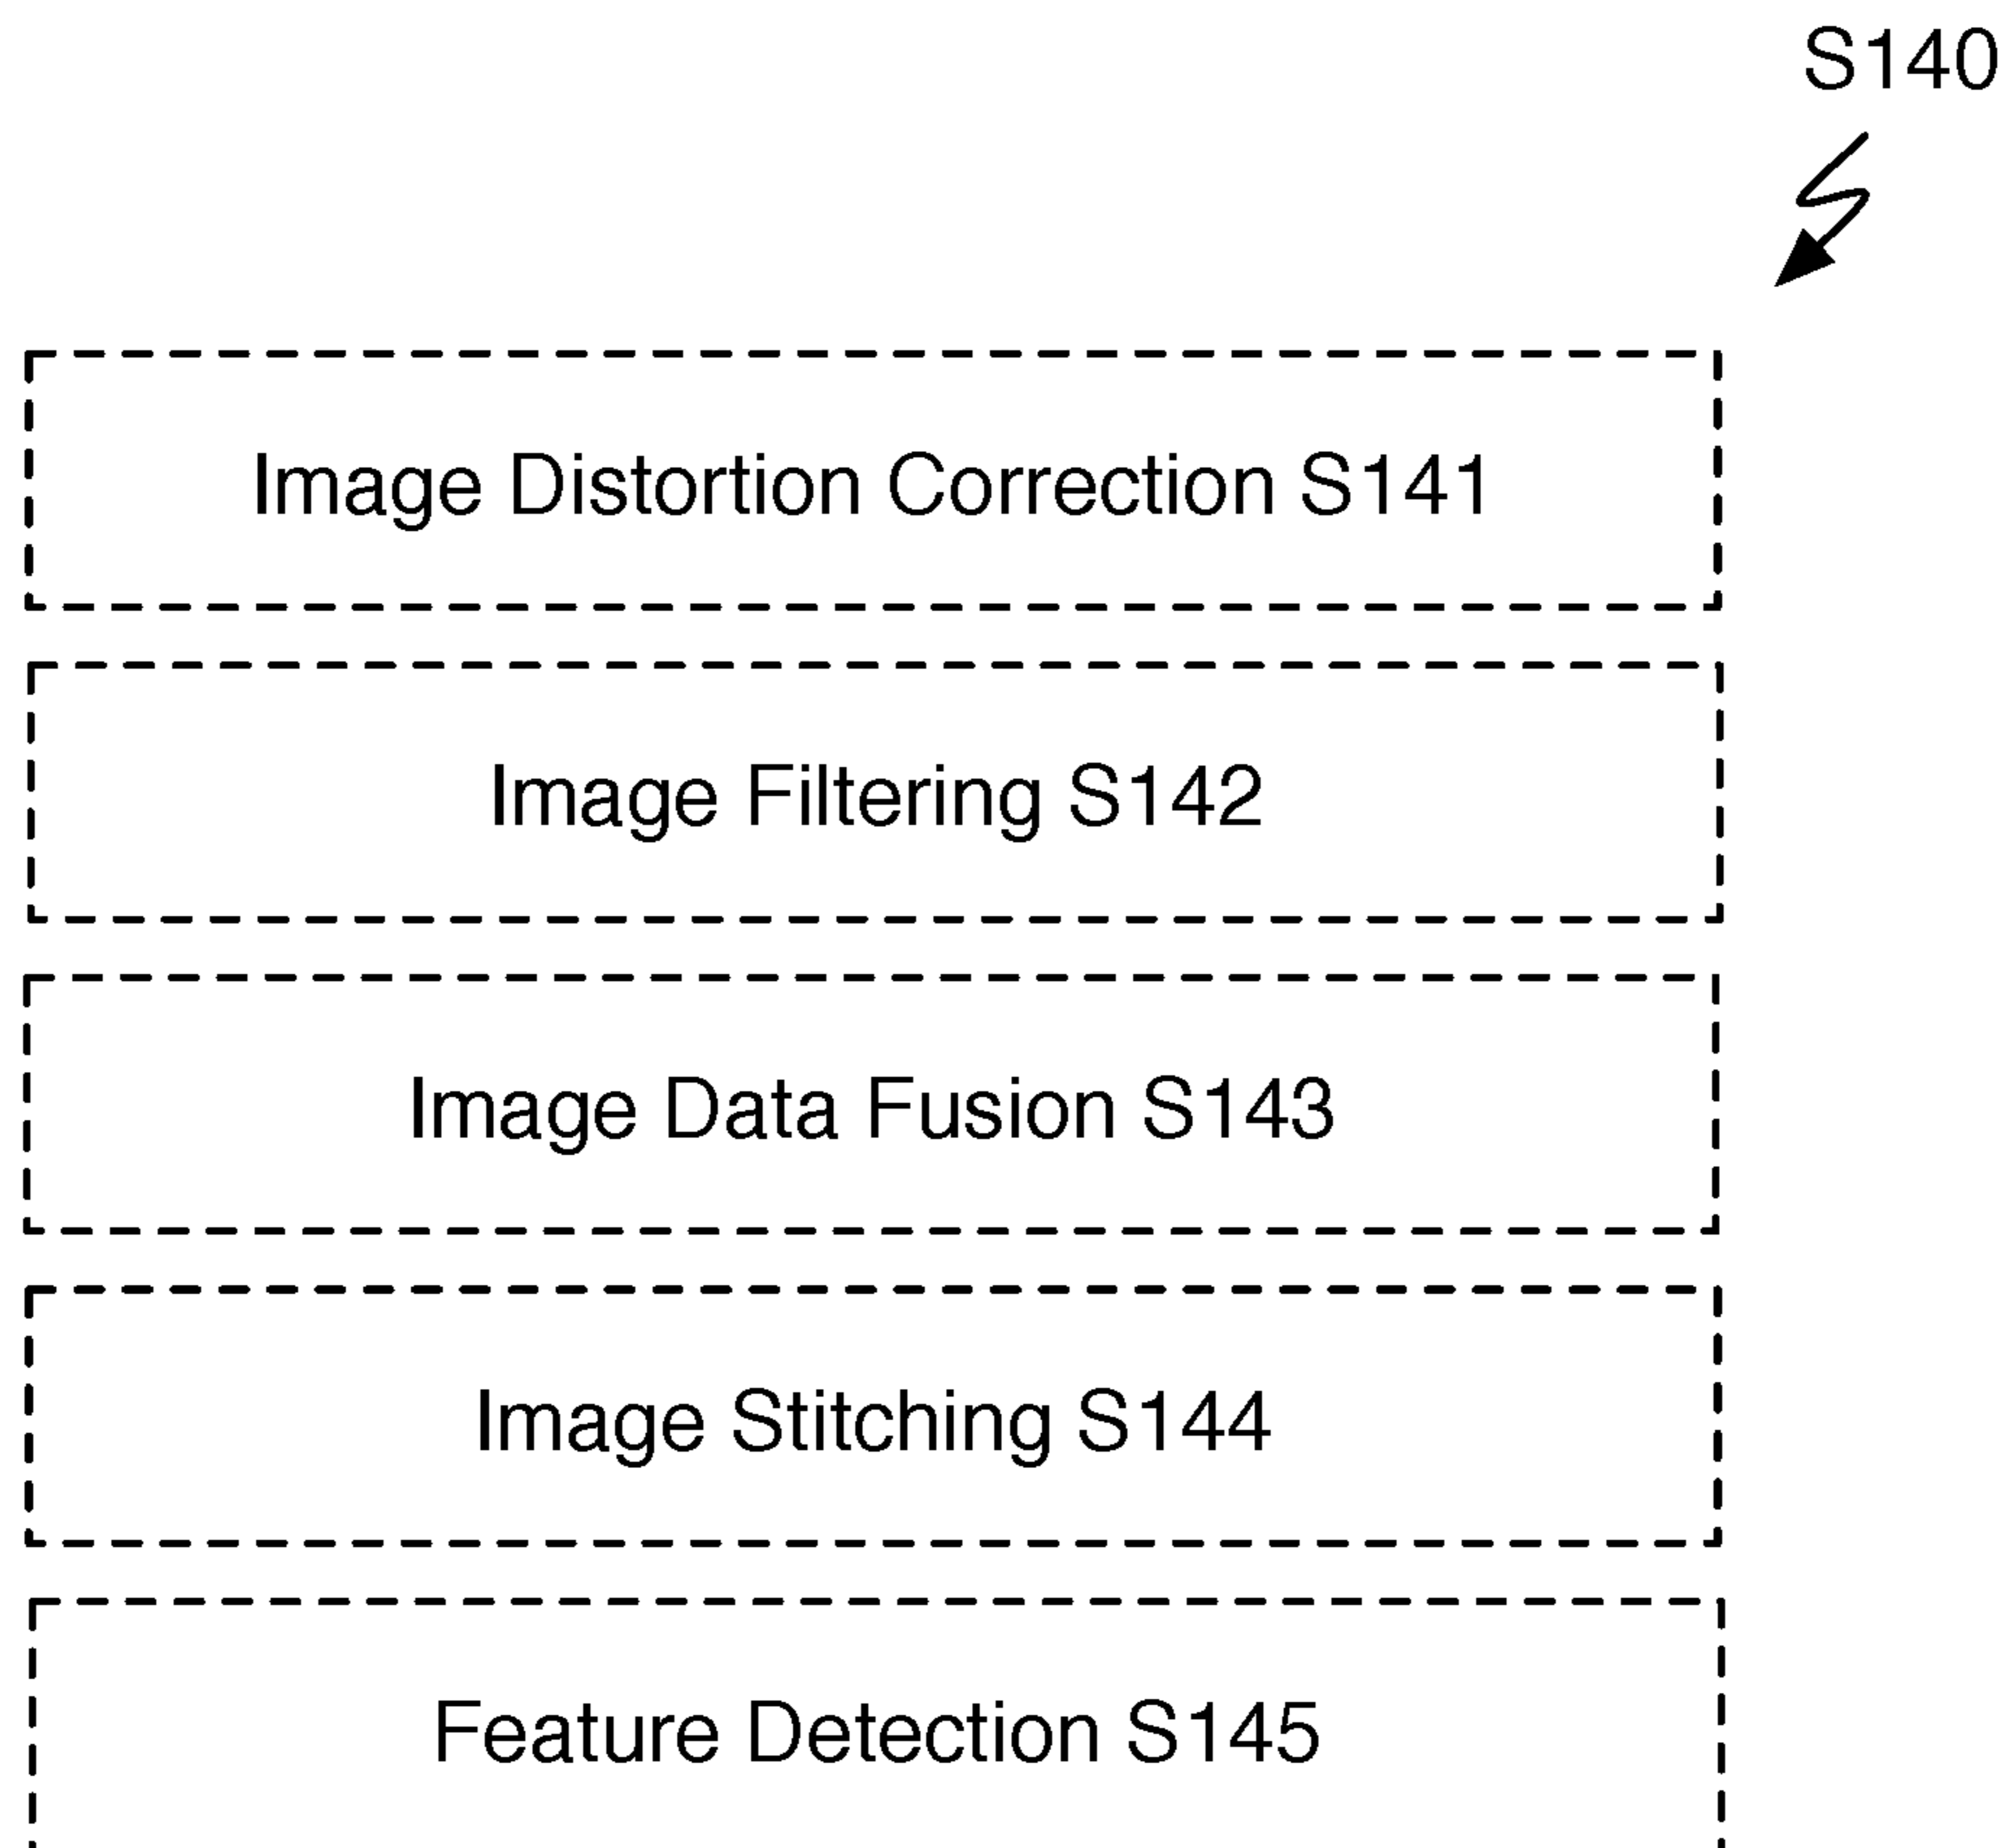 S140
Image Distortion Correction S141
Image Filtering S142
Image Data Fusion S143
Image Stitching S144
Feature Detection S145